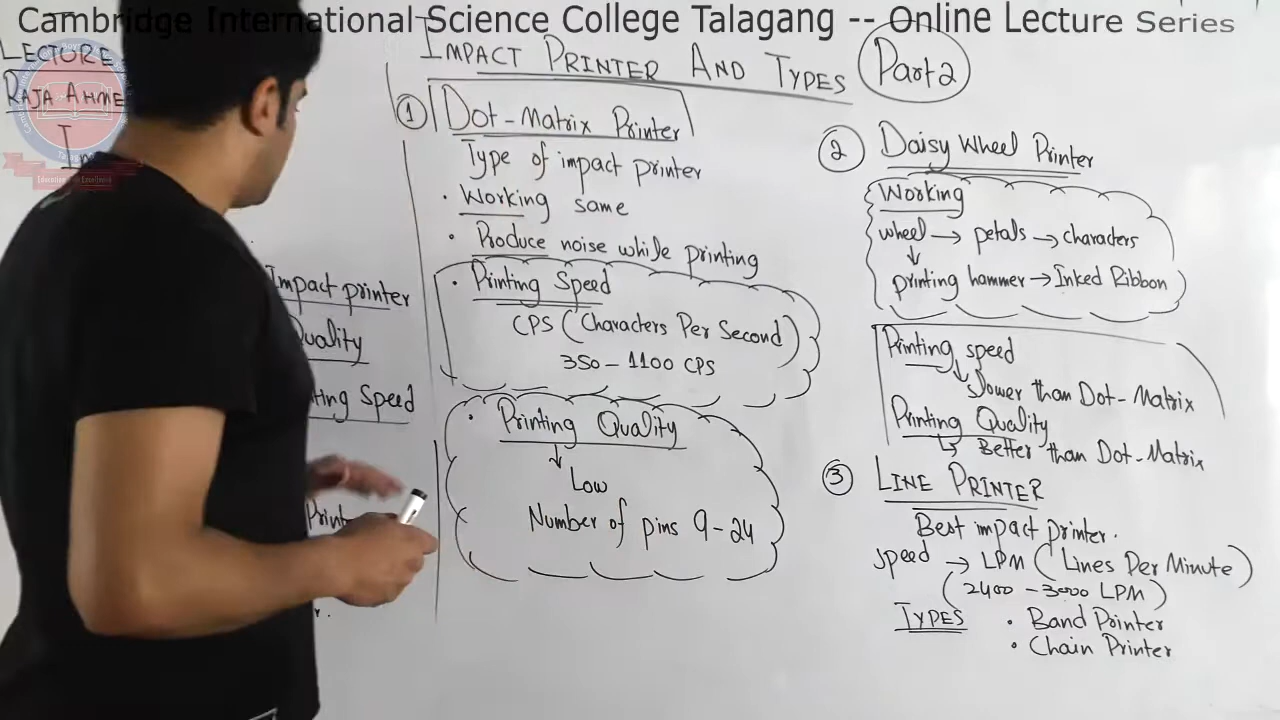 Cambridge International Science College Talagang -- Online Lecture Series
LECTURE
RAJA AHME
IMPACT PRINTER AND TYPES Part 2
① Dot-Matrix Printer
Type of impact printer
· Working same
· Produce noise while printing
· Printing Speed
CPS (Characters Per Second)
350 – 1100 CPS
· Printing Quality
↓
Low
Number of pins 9-24
② Daisy Wheel Printer
Working
wheel → petals → characters
↓
printing hammer → Inked Ribbon
Printing speed
↳ slower than Dot-Matrix
Printing Quality
↳ Better than Dot-Matrix
③ LINE PRINTER
Best impact printer.
speed → LPM (Lines Per Minute)
(2400 – 3000 LPM)
TYPES · Band Printer
· Chain Printer
Impact printer
Quality
ting Speed
Print